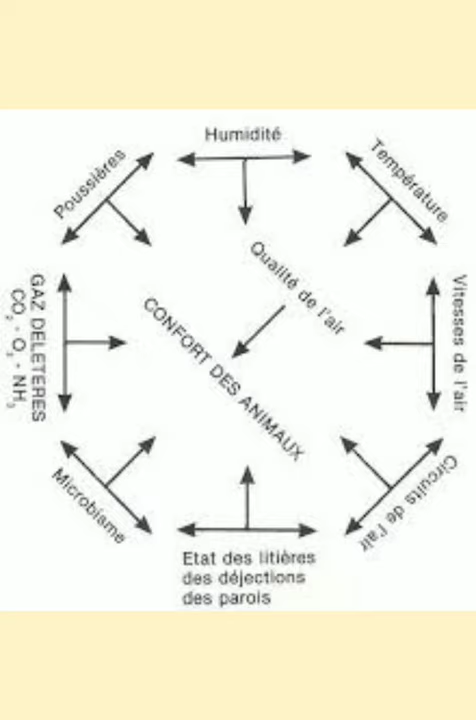 Humidité
Température
Vitesses de l'air
Circuits de l'air
Etat des litières
des déjections
des parois
Microbisme
GAZ DELETERES
CO₂ - O₃ - NH₃
Poussières
Qualité de l'air
CONFORT DES ANIMAUX